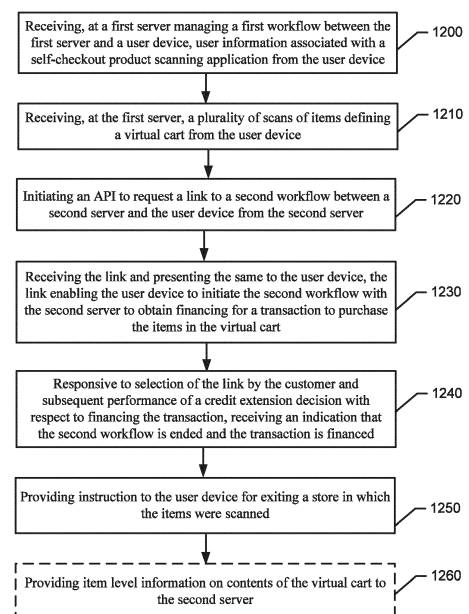 Receiving, at a first server managing a first workflow between the
first server and a user device, user information associated with a
self-checkout product scanning application from the user device
1200
Receiving, at the first server, a plurality of scans of items defining
a virtual cart from the user device
1210
Initiating an API to request a link to a second workflow between a
second server and the user device from the second server
1220
Receiving the link and presenting the same to the user device, the
link enabling the user device to initiate the second workflow with
the second server to obtain financing for a transaction to purchase
the items in the virtual cart
1230
Responsive to selection of the link by the customer and
subsequent performance of a credit extension decision with
respect to financing the transaction, receiving an indication that
the second workflow is ended and the transaction is financed
1240
Providing instruction to the user device for exiting a store in which
the items were scanned
1250
Providing item level information on contents of the virtual cart to
the second server
1260